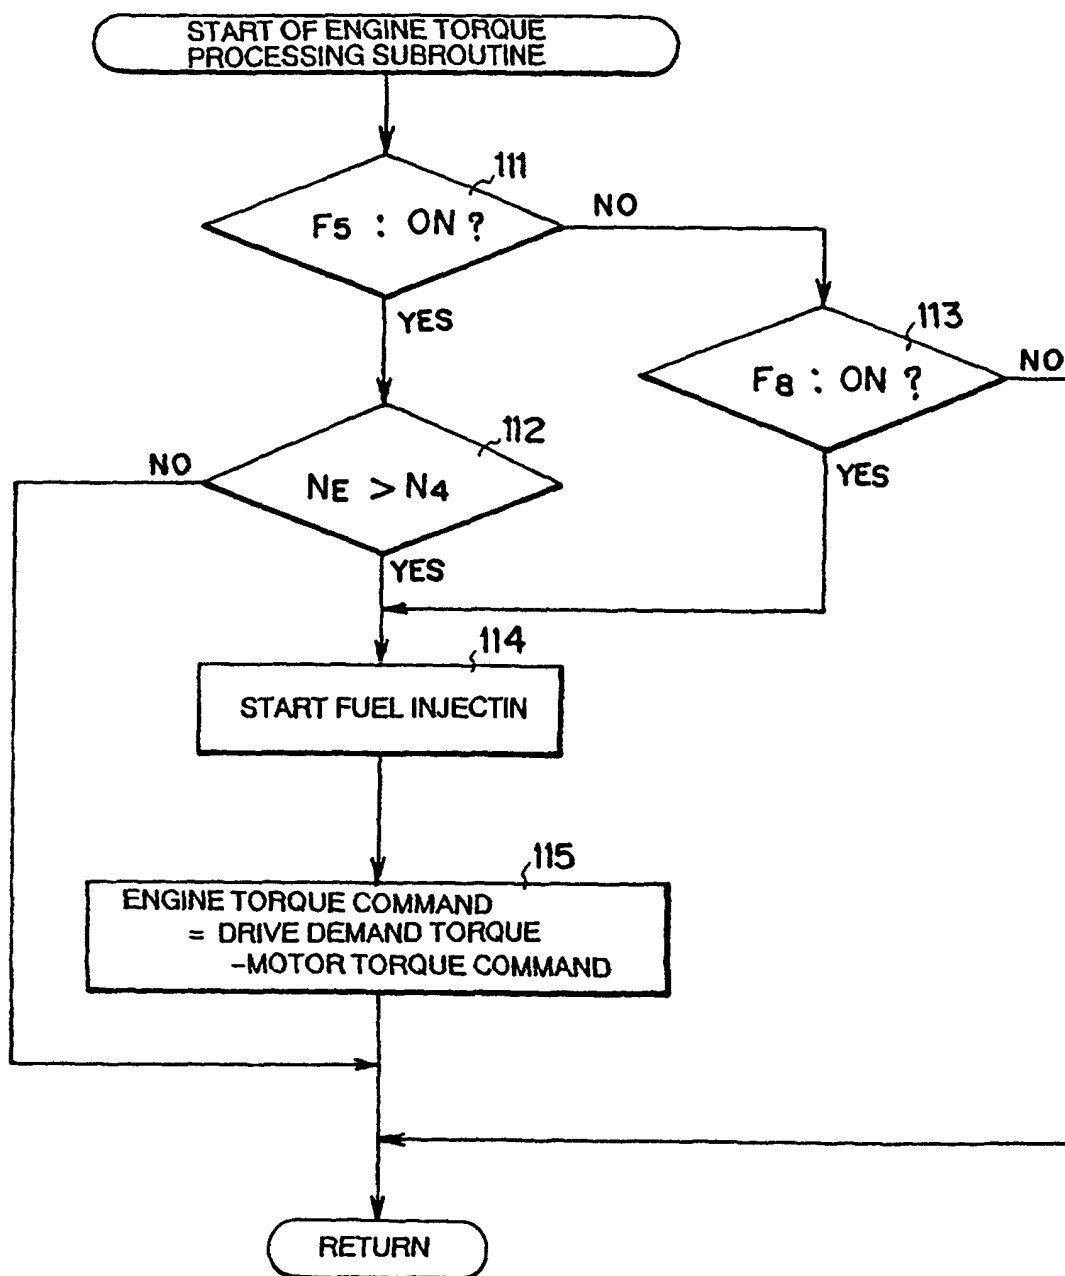 START OF ENGINE TORQUE
PROCESSING SUBROUTINE
111
F5 : ON ?
NO
YES
113
F8 : ON ?
NO
YES
112
NE > N4
NO
YES
114
START FUEL INJECTIN
115
ENGINE TORQUE COMMAND
= DRIVE DEMAND TORQUE
-MOTOR TORQUE COMMAND
RETURN